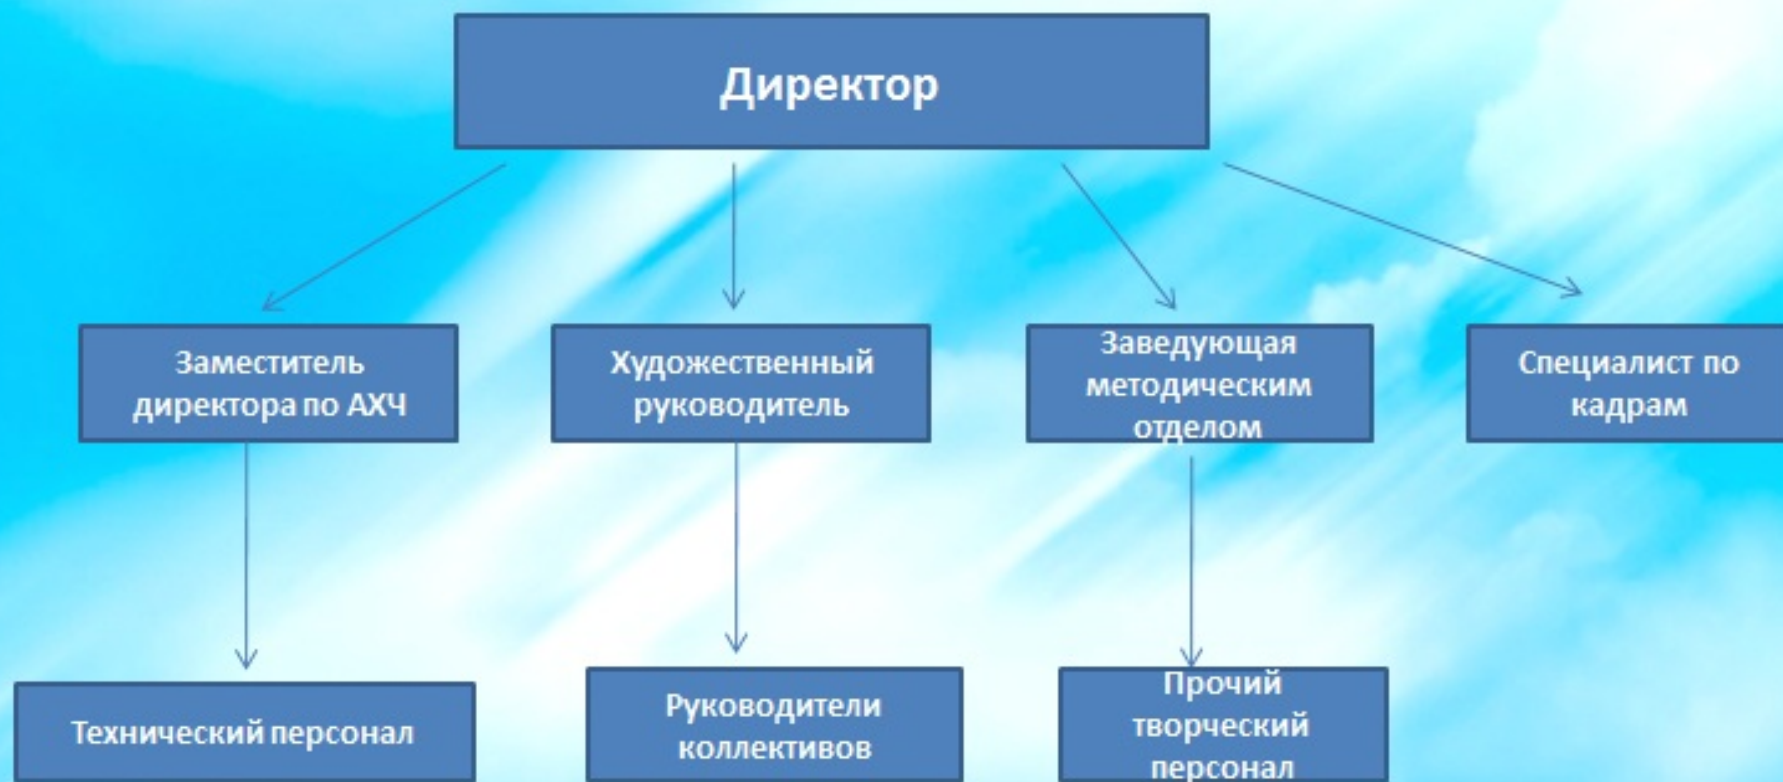 Директор
Заместитель
директора по АХЧ
Художественный
руководитель
Заведующая
методическим
отделом
Специалист по
кадрам
Технический персонал
Руководители
коллективов
Прочий
творческий
персонал